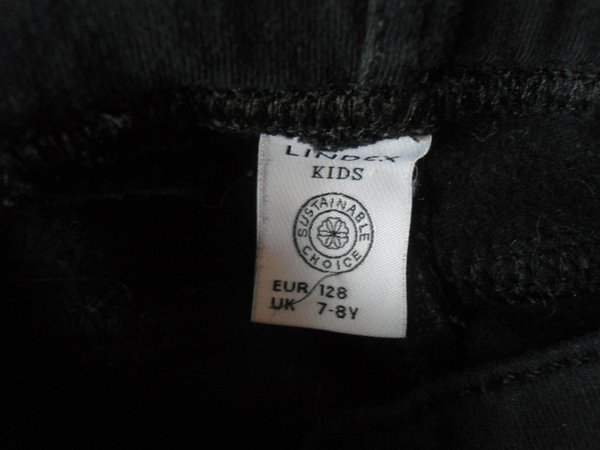 LINDEX
KIDS
SUSTAINABLE
CHOICE
EUR 128
UK 7-8Y